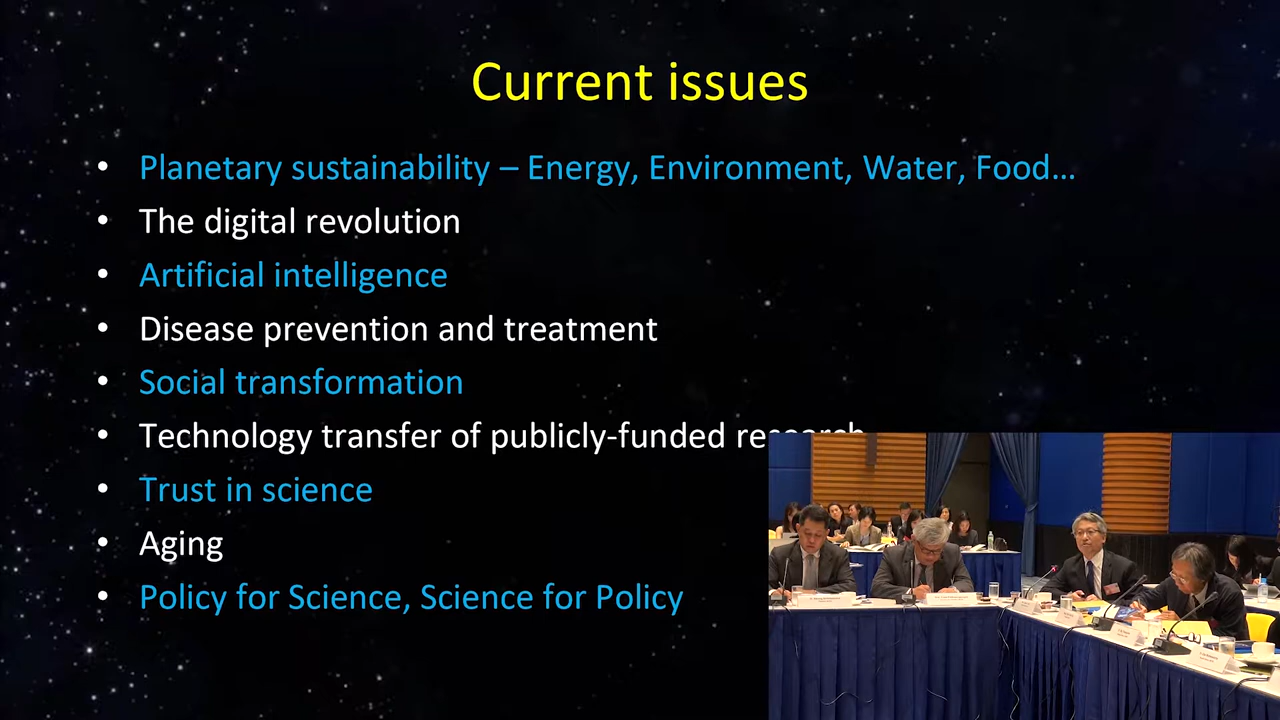 Current issues
• Planetary sustainability – Energy, Environment, Water, Food…
• The digital revolution
• Artificial intelligence
• Disease prevention and treatment
• Social transformation
• Technology transfer of publicly-funded research
• Trust in science
• Aging
• Policy for Science, Science for Policy